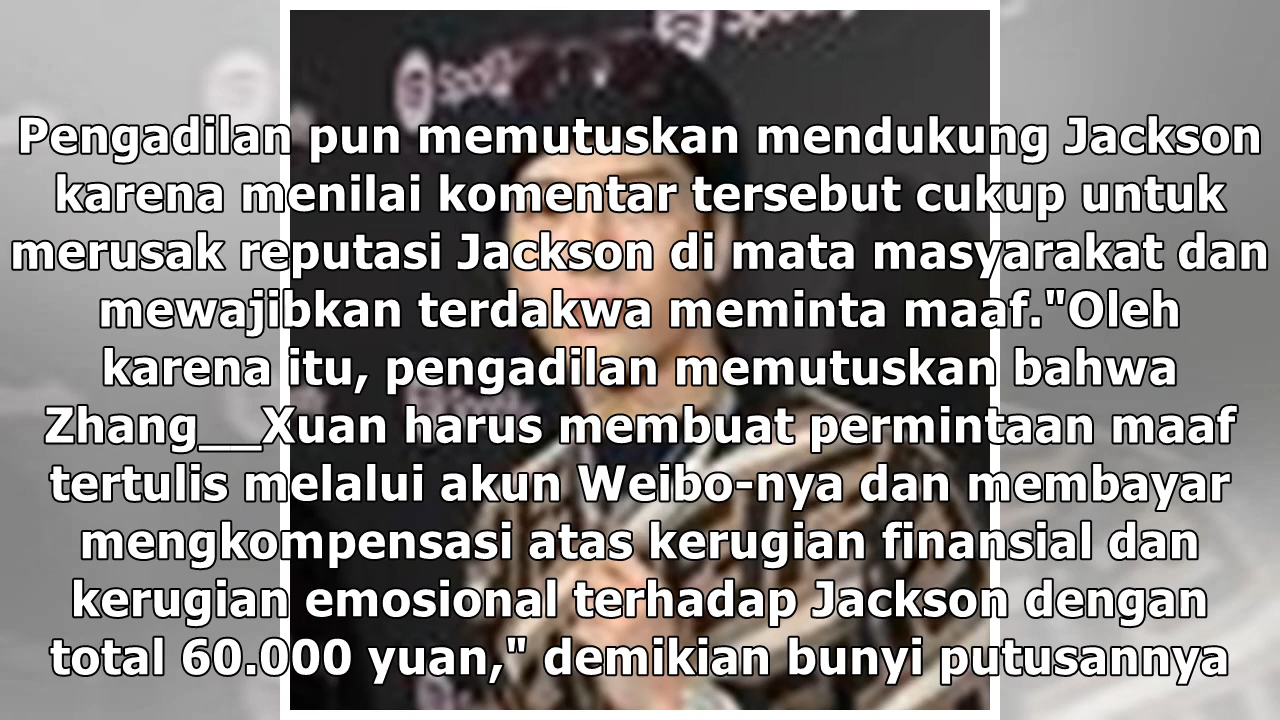 Spotify
Pengadilan pun memutuskan mendukung Jackson
karena menilai komentar tersebut cukup untuk
merusak reputasi Jackson di mata masyarakat dan
mewajibkan terdakwa meminta maaf."Oleh
karena itu, pengadilan memutuskan bahwa
Zhang__Xuan harus membuat permintaan maaf
tertulis melalui akun Weibo-nya dan membayar
mengkompensasi atas kerugian finansial dan
kerugian emosional terhadap Jackson dengan
total 60.000 yuan," demikian bunyi putusannya